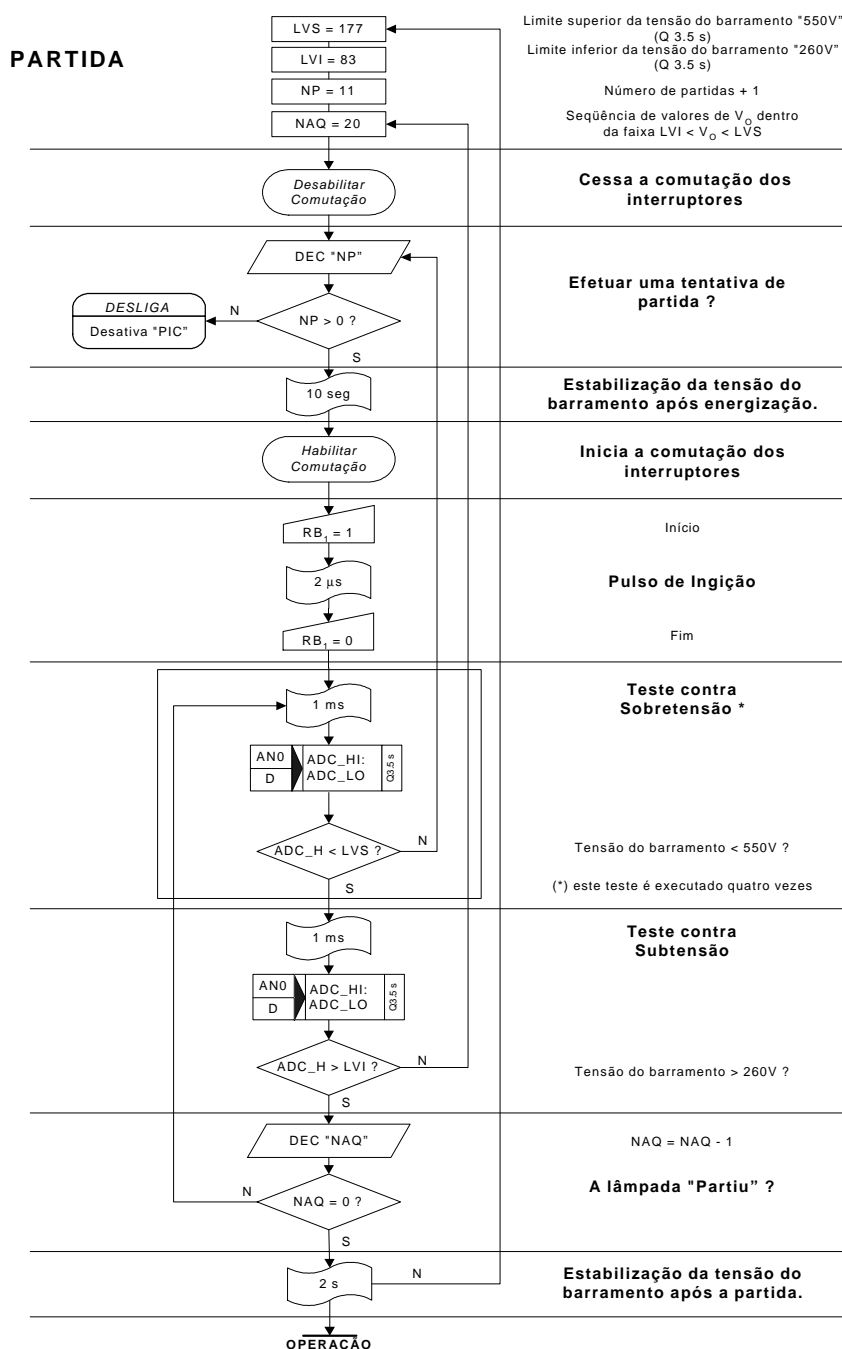 PARTIDA
LVS = 177
Limite superior da tensão do barramento "550V"
(Q 3.5 s)
LVI = 83
Limite inferior da tensão do barramento "260V"
(Q 3.5 s)
NP = 11
Número de partidas + 1
NAQ = 20
Seqüência de valores de VO dentro
da faixa LVI < VO < LVS
Desabilitar
Comutação
Cessa a comutação dos
interruptores
DEC "NP"
Efetuar uma tentativa de
partida ?
DESLIGA
Desativa "PIC"
N
NP > 0 ?
S
10 seg
Estabilização da tensão do
barramento após energização.
Habilitar
Comutação
Inicia a comutação dos
interruptores
RB1 = 1
Início
2 µs
Pulso de Ingição
RB1 = 0
Fim
Teste contra
Sobretensão *
1 ms
AN0
D
ADC_HI:
ADC_LO
Q3.5 s
ADC_H < LVS ?
N
Tensão do barramento < 550V ?
S
(*) este teste é executado quatro vezes
Teste contra
Subtensão
1 ms
AN0
D
ADC_HI:
ADC_LO
Q3.5 s
ADC_H > LVI ?
N
Tensão do barramento > 260V ?
S
DEC "NAQ"
NAQ = NAQ - 1
N
NAQ = 0 ?
A lâmpada "Partiu" ?
S
2 s
N
Estabilização da tensão do
barramento após a partida.
OPERAÇÃO